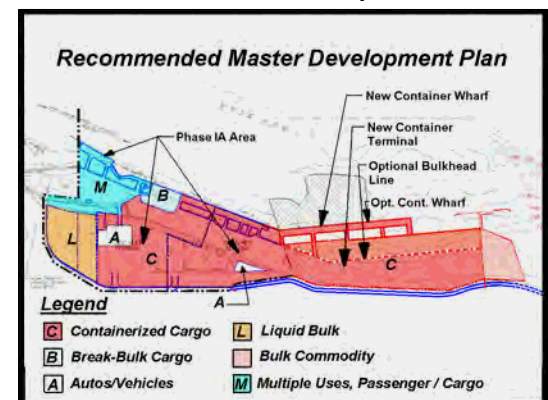 Recommended Master Development Plan
New Container Wharf
Phase IA Area
New Container
Terminal
Optional Bulkhead
Line
Opt. Cont. Wharf
M
B
L
A
C
C
A
Legend
C Containerized Cargo
L Liquid Bulk
B Break-Bulk Cargo
Bulk Commodity
A Autos/Vehicles
M Multiple Uses, Passenger / Cargo